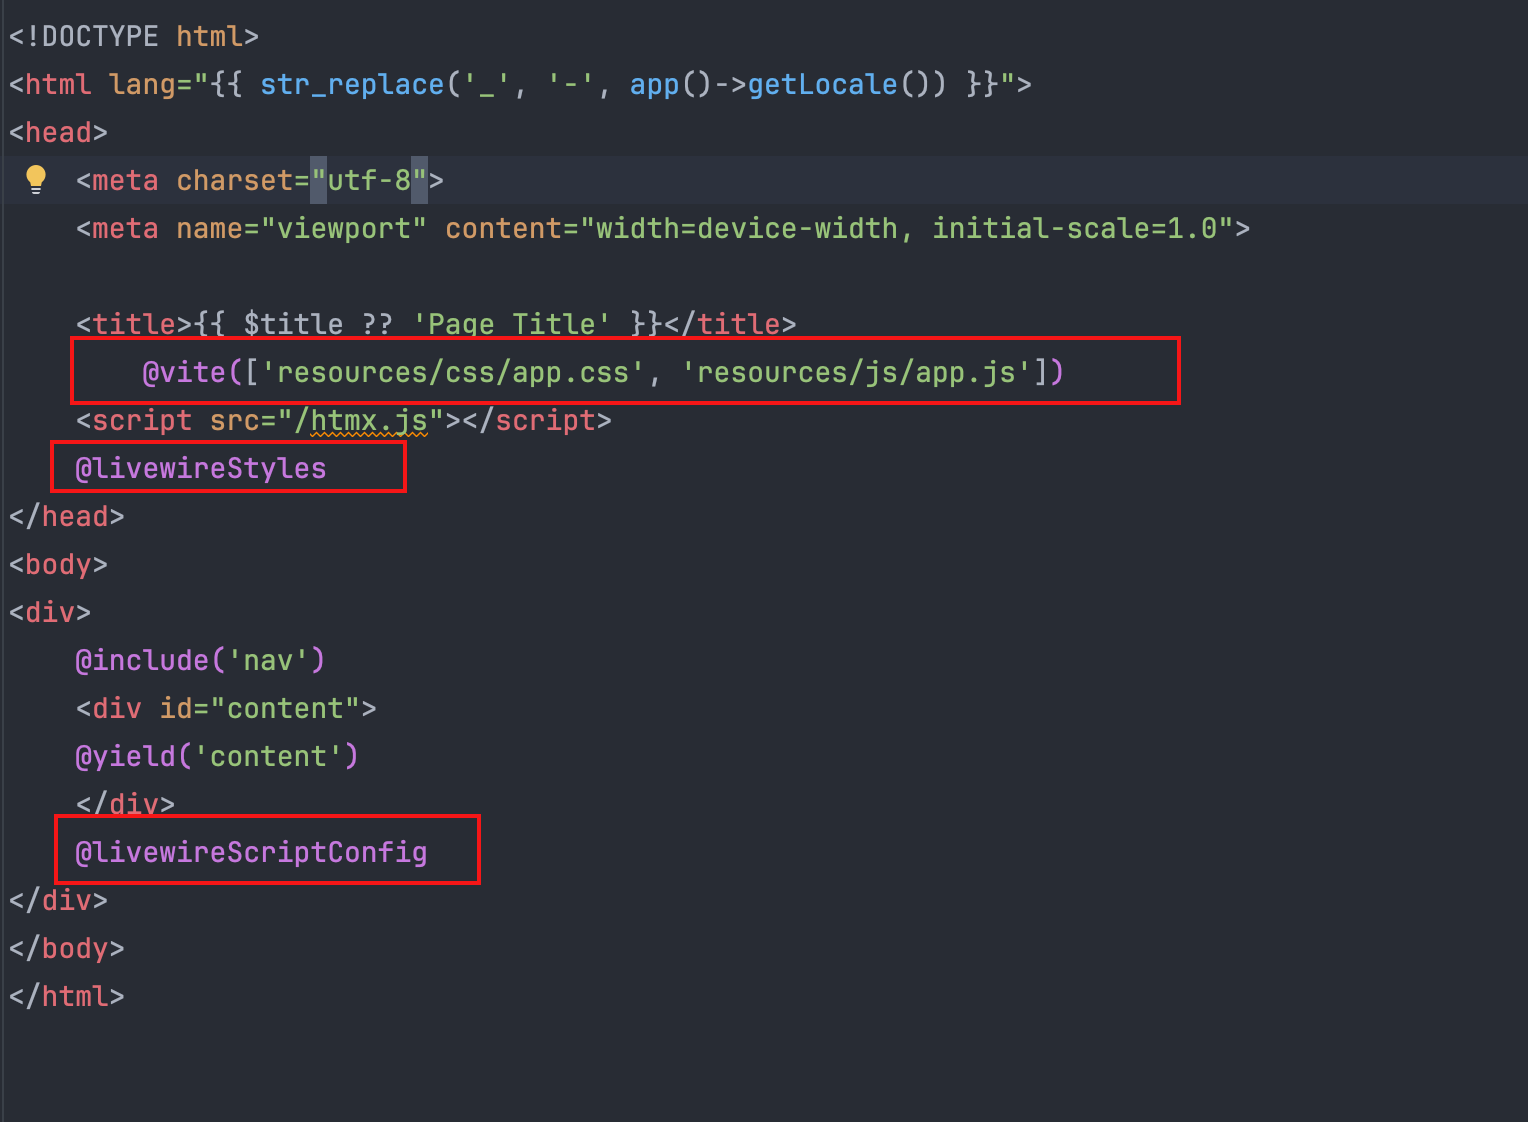 <!DOCTYPE html>
<html lang="{{ str_replace('_', '-', app()->getLocale()) }}">
<head>
    <meta charset="utf-8">
    <meta name="viewport" content="width=device-width, initial-scale=1.0">

    <title>{{ $title ?? 'Page Title' }}</title>
        @vite(['resources/css/app.css', 'resources/js/app.js'])
    <script src="/htmx.js"></script>
    @livewireStyles
</head>
<body>
<div>
    @include('nav')
    <div id="content">
    @yield('content')
    </div>
    @livewireScriptConfig
</div>
</body>
</html>